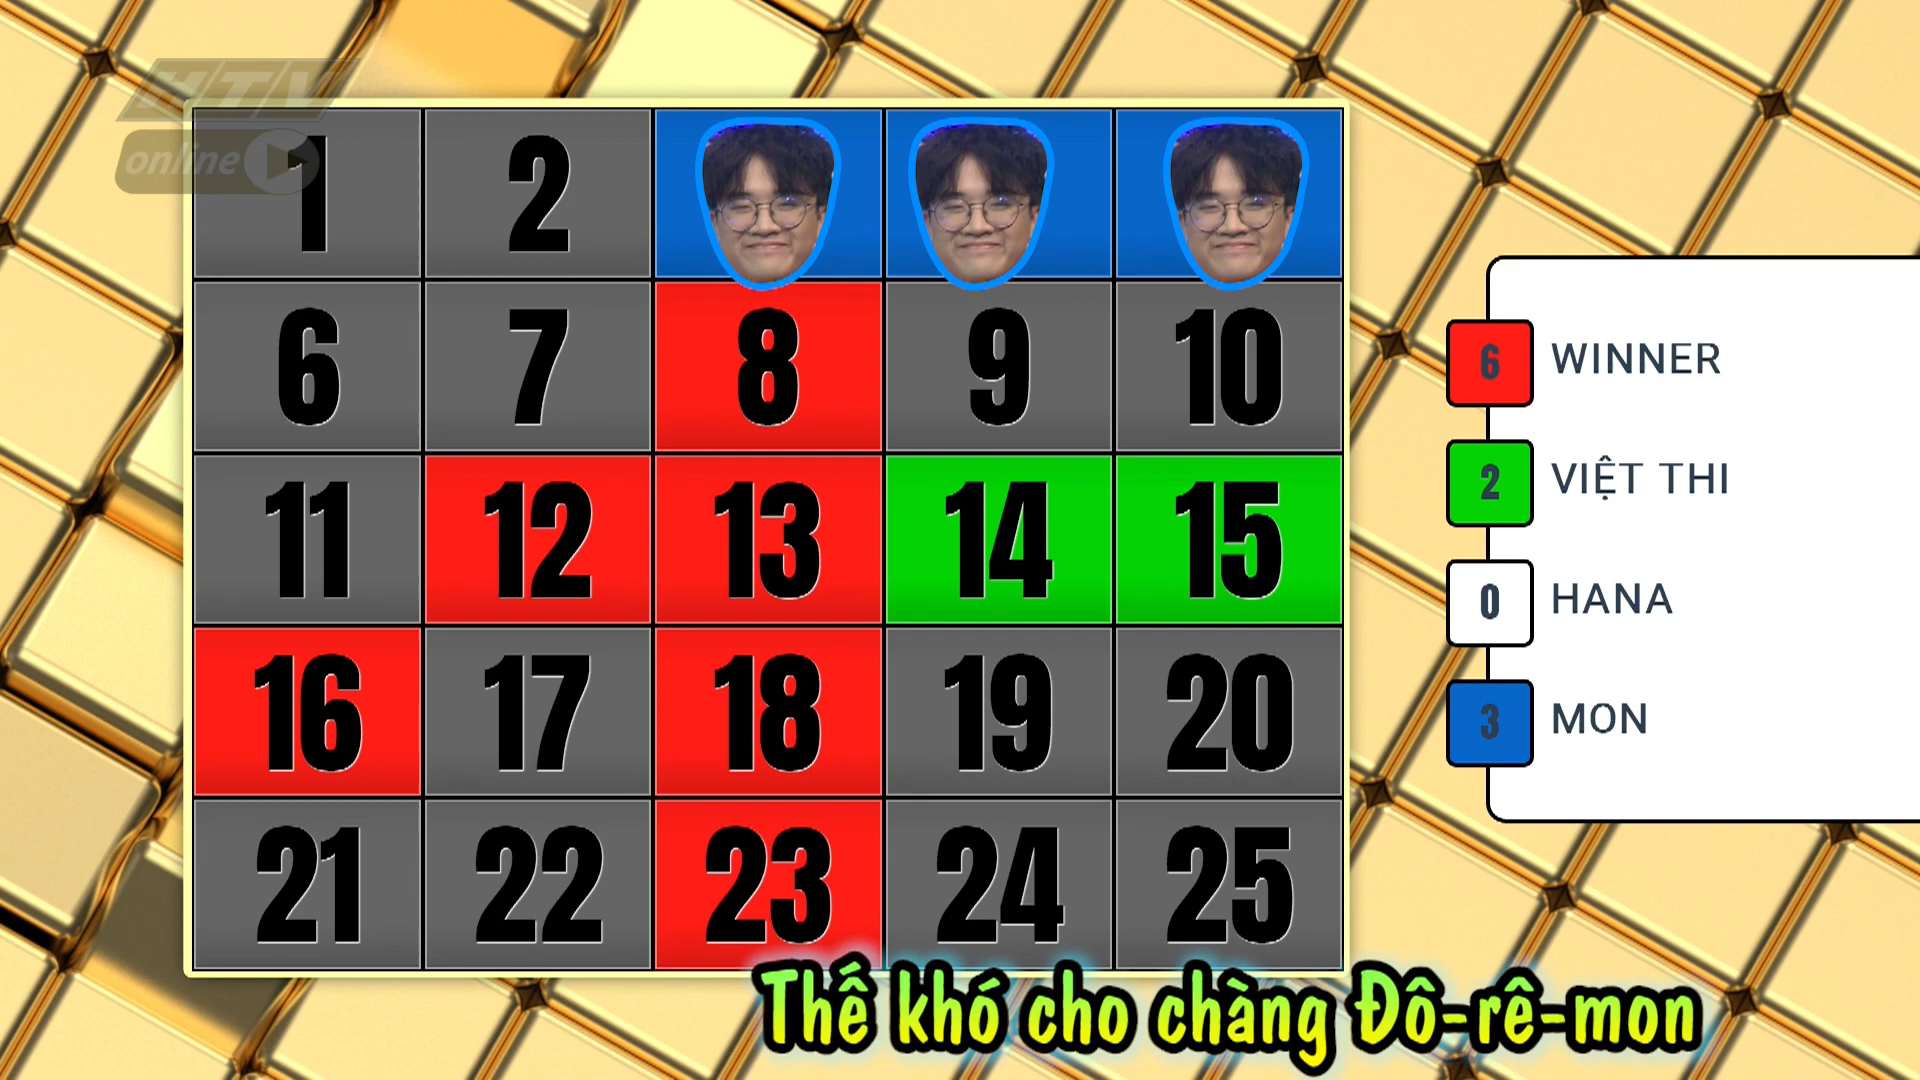 HTV
online
1 2
6 7 8 9 10
11 12 13 14 15
16 17 18 19 20
21 22 23 24 25
6 WINNER
2 VIỆT THI
0 HANA
3 MON
Thế khó cho chàng Đô-rê-mon